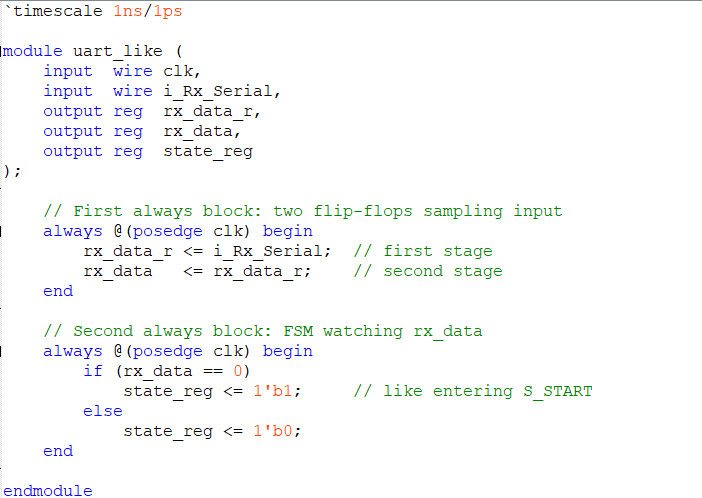 `timescale 1ns/1ps
module uart_like (
    input  wire clk,
    input  wire i_Rx_Serial,
    output reg  rx_data_r,
    output reg  rx_data,
    output reg  state_reg
);
    // First always block: two flip-flops sampling input
    always @(posedge clk) begin
        rx_data_r <= i_Rx_Serial;  // first stage
        rx_data   <= rx_data_r;    // second stage
    end
    // Second always block: FSM watching rx_data
    always @(posedge clk) begin
        if (rx_data == 0)
            state_reg <= 1'b1;     // like entering S_START
        else
            state_reg <= 1'b0;
    end
endmodule